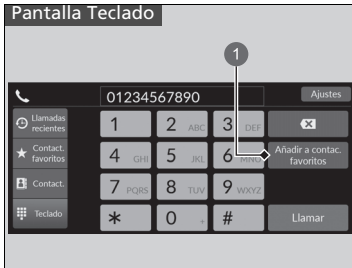 Pantalla Teclado
1
01234567890
Ajustes
Llamadas
recientes
1
2 ABC
3 DEF
Contact.
favoritos
4 GHI
5 JKL
6 MNO
Añadir a contac.
favoritos
Contact.
7 PQRS
8 TUV
9 WXYZ
Teclado
*
0 +
#
Llamar